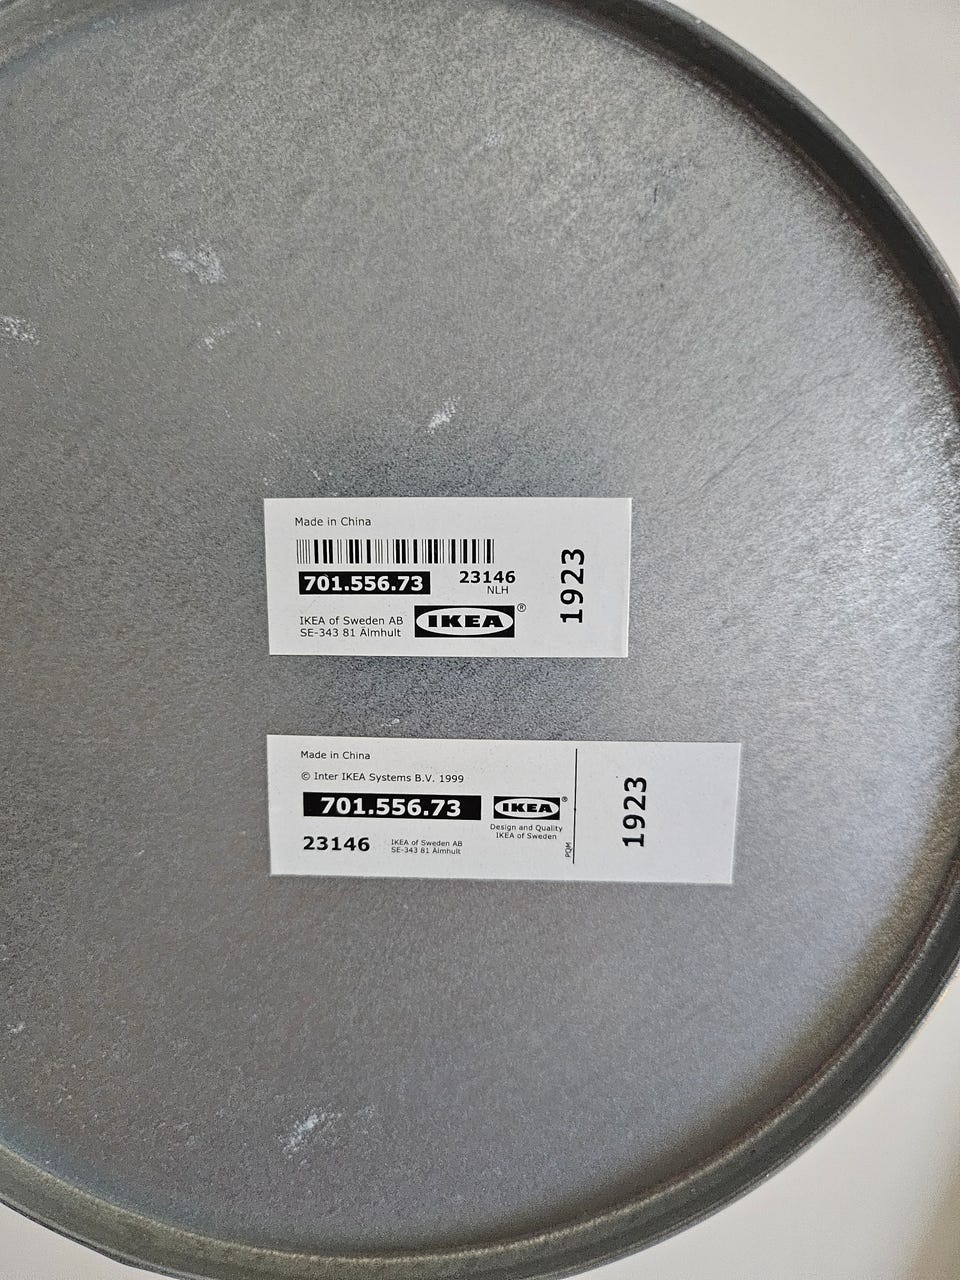 Made in China
701.556.73 23146
NLH
IKEA of Sweden AB
SE-343 81 Älmhult
IKEA®
1923
Made in China
© Inter IKEA Systems B.V. 1999
701.556.73
IKEA®
Design and Quality
IKEA of Sweden
23146
IKEA of Sweden AB
SE-343 81 Älmhult
PQM
1923